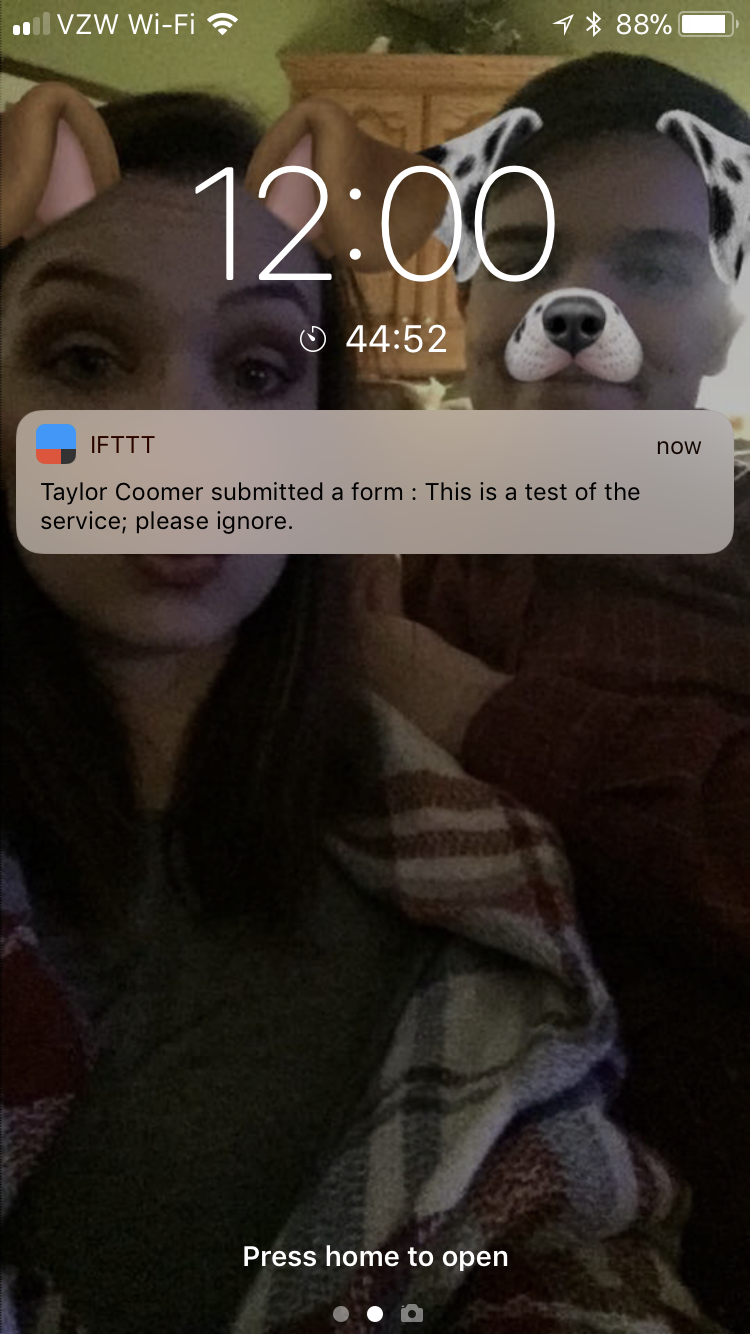 VZW Wi-Fi 88%
12:00
44:52
IFTTT now
Taylor Coomer submitted a form : This is a test of the
service; please ignore.
Press home to open